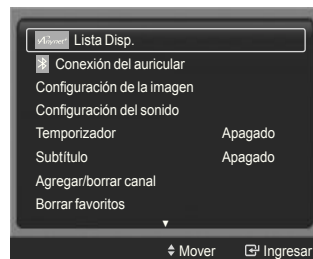 Anynet+ Lista Disp.
Conexión del auricular
Configuración de la imagen
Configuración del sonido
Temporizador Apagado
Subtítulo Apagado
Agregar/borrar canal
Borrar favoritos
Mover Ingresar